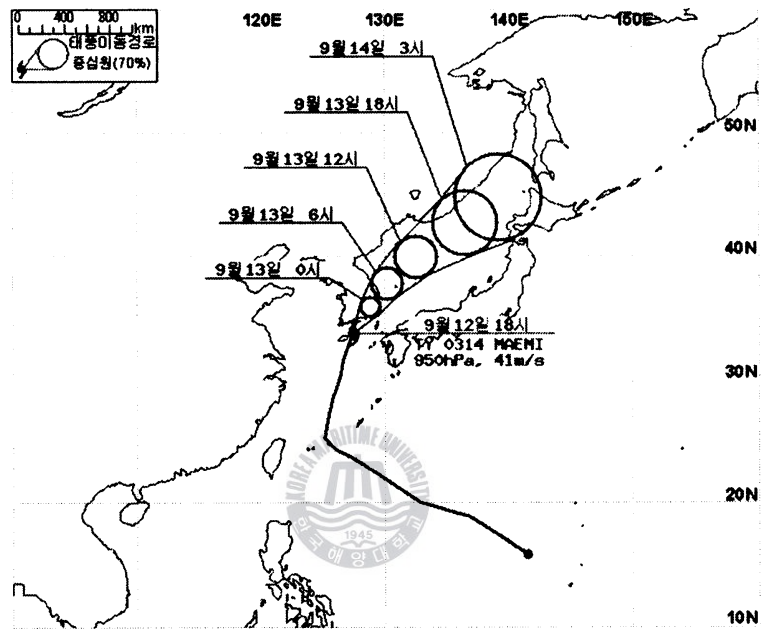 0 400 800 km
태풍이동경로
중심원(70%)
120E 130E 140E 150E
9월 14일 3시
9월 13일 18시
50N
9월 13일 12시
9월 13일 6시
40N
9월 13일 0시
9월 12일 18시
TY 0314 MAEMI
950hPa, 41m/s
30N
KOREA MARITIME UNIVERSITY
20N
1945
한국해양대학교
10N